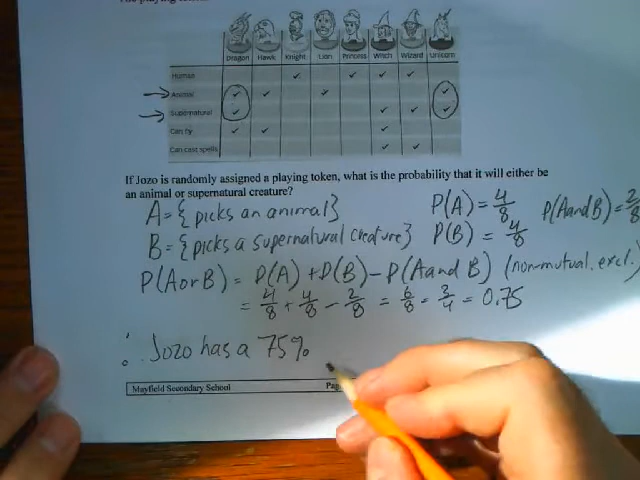 Dragon Hawk Knight Lion Princess Witch Wizard Unicorn
Human ✓ ✓ ✓ ✓
Animal ✓ ✓ ✓ ✓
Supernatural ✓ ✓ ✓ ✓
Can fly ✓ ✓ ✓
Can cast spells ✓ ✓
If Jozo is randomly assigned a playing token, what is the probability that it will either be
an animal or supernatural creature?
A = {picks an animal} P(A) = 4/8 P(A and B) = 2/8
B = {picks a supernatural creature} P(B) = 4/8
P(A or B) = P(A) + P(B) − P(A and B) (non-mutual. excl.)
= 4/8 + 4/8 − 2/8 = 6/8 = 3/4 = 0.75
∴ Jozo has a 75%
Mayfield Secondary School Pag